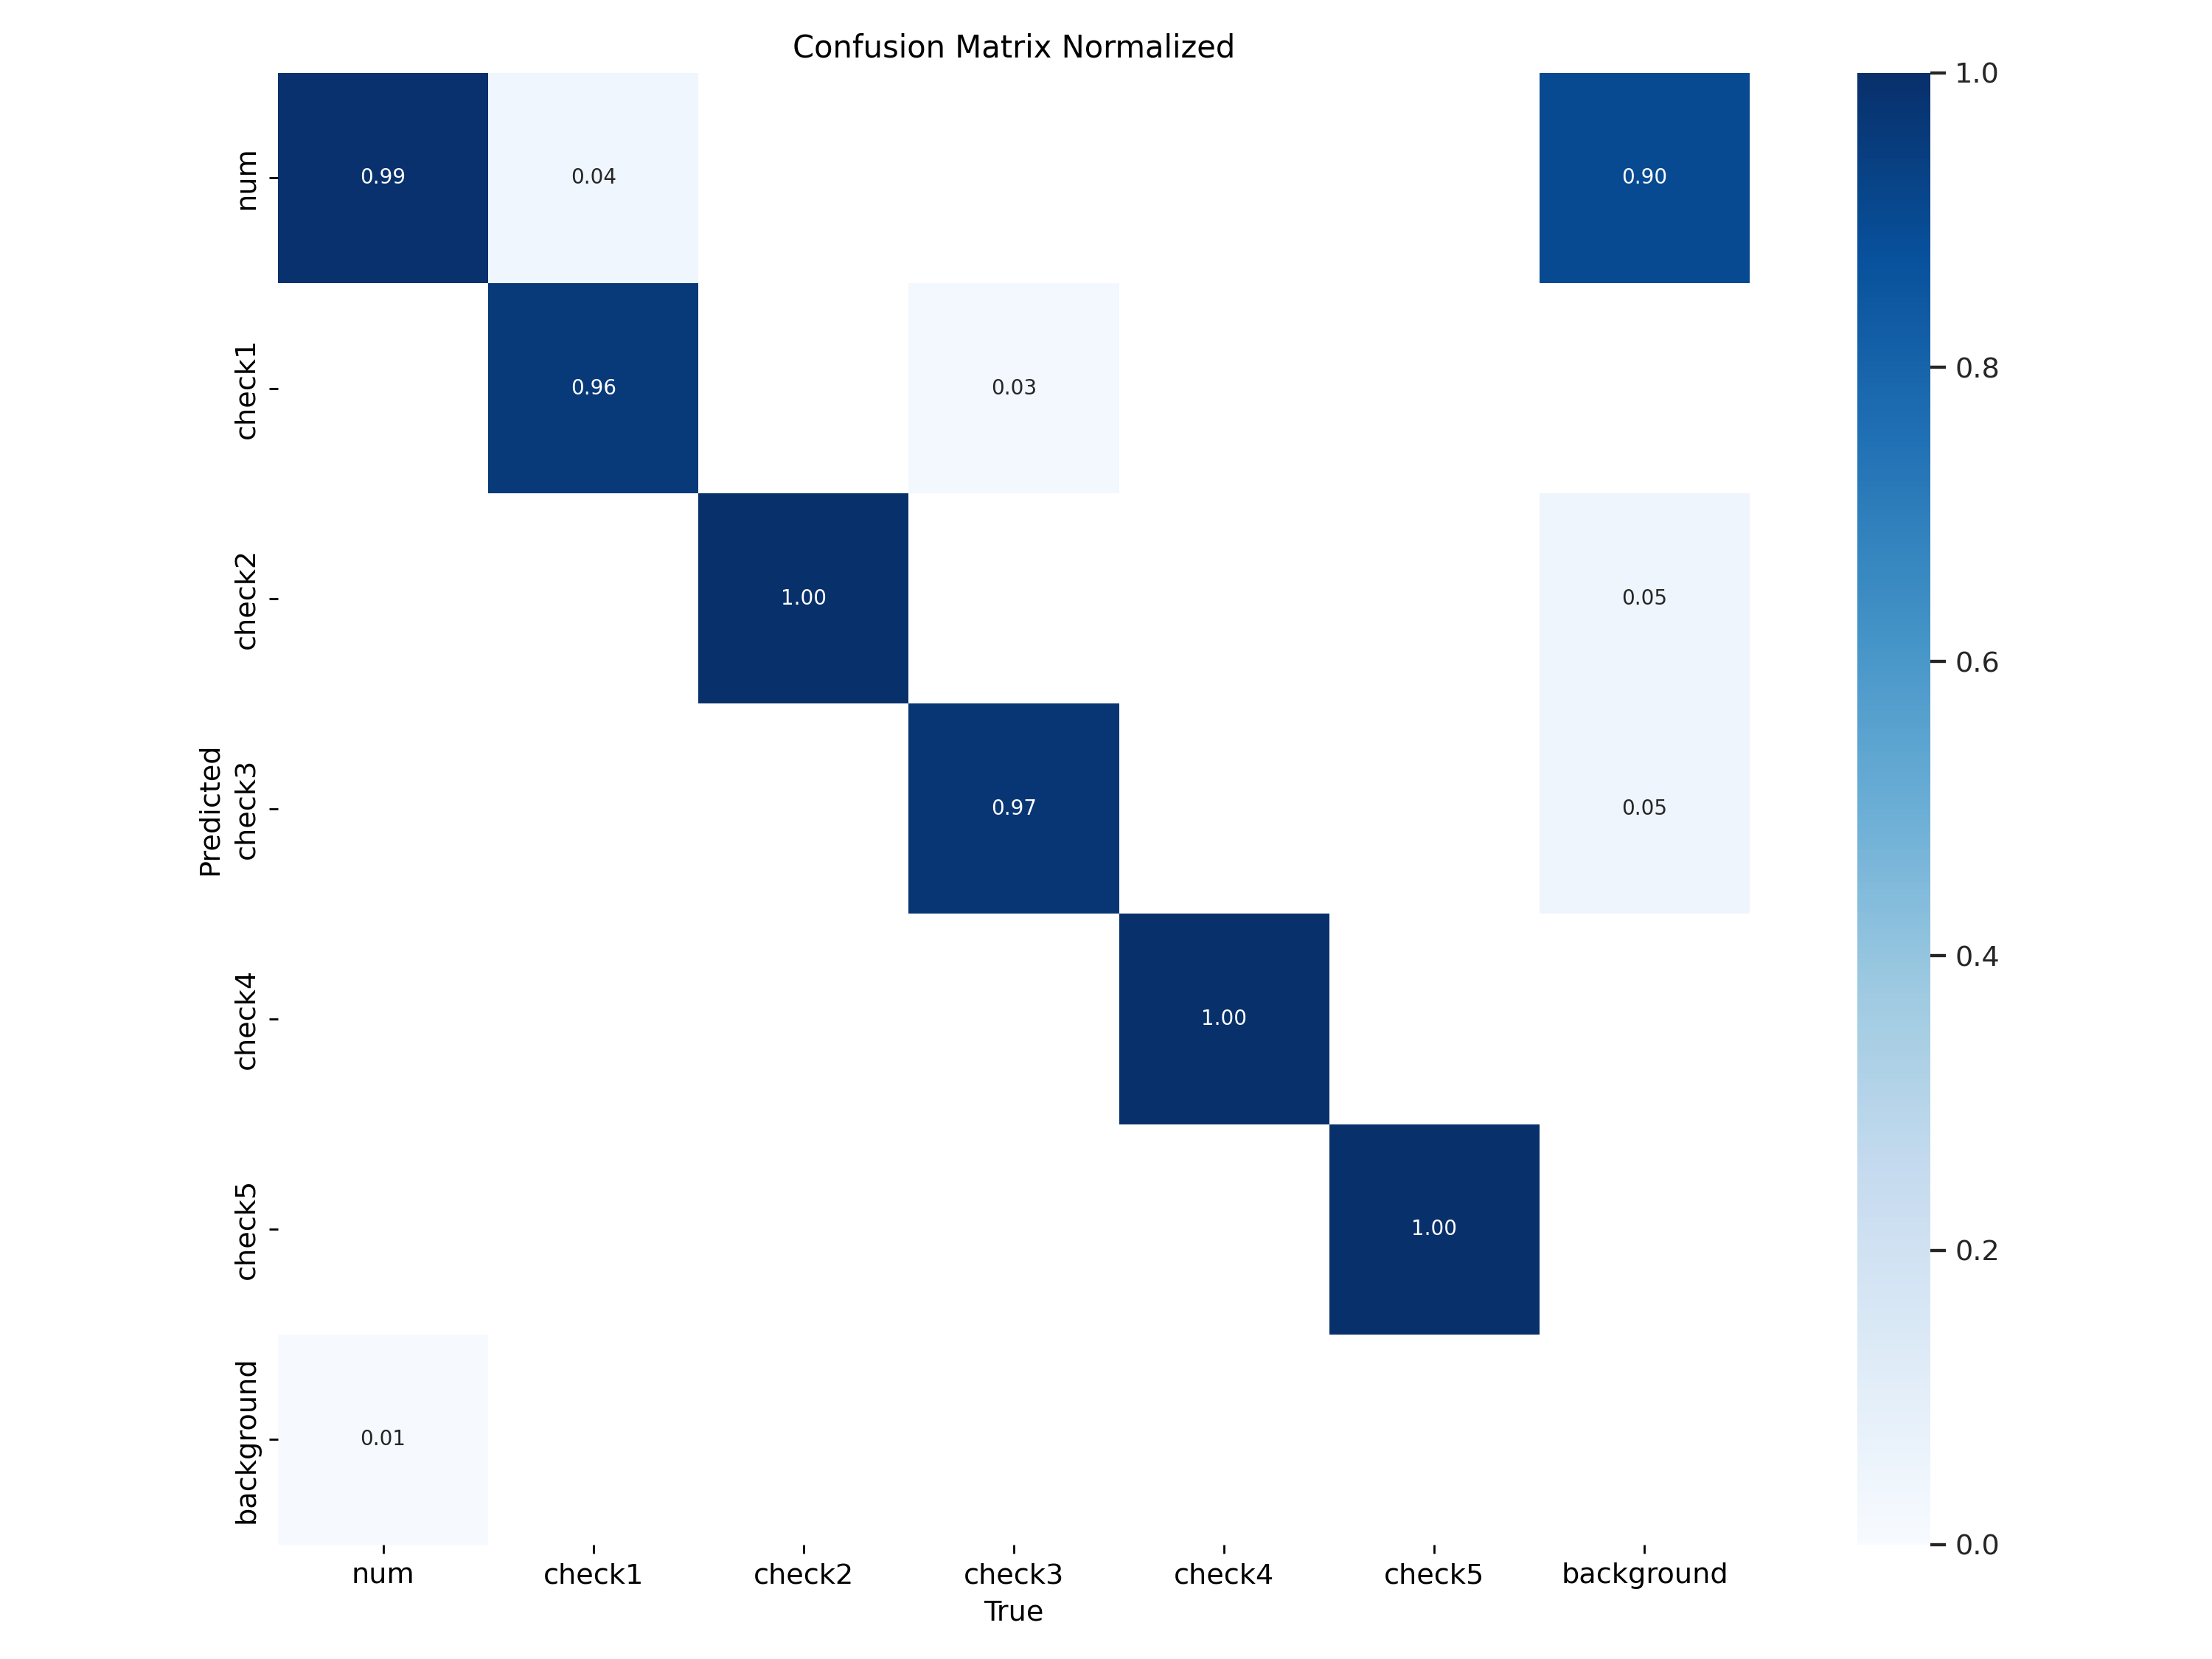 Confusion Matrix Normalized
num
0.99
0.04
0.90
check1
0.96
0.03
check2
1.00
0.05
check3
0.97
0.05
check4
1.00
check5
1.00
background
0.01
Predicted
num
check1
check2
check3
check4
check5
background
True
1.0
0.8
0.6
0.4
0.2
0.0